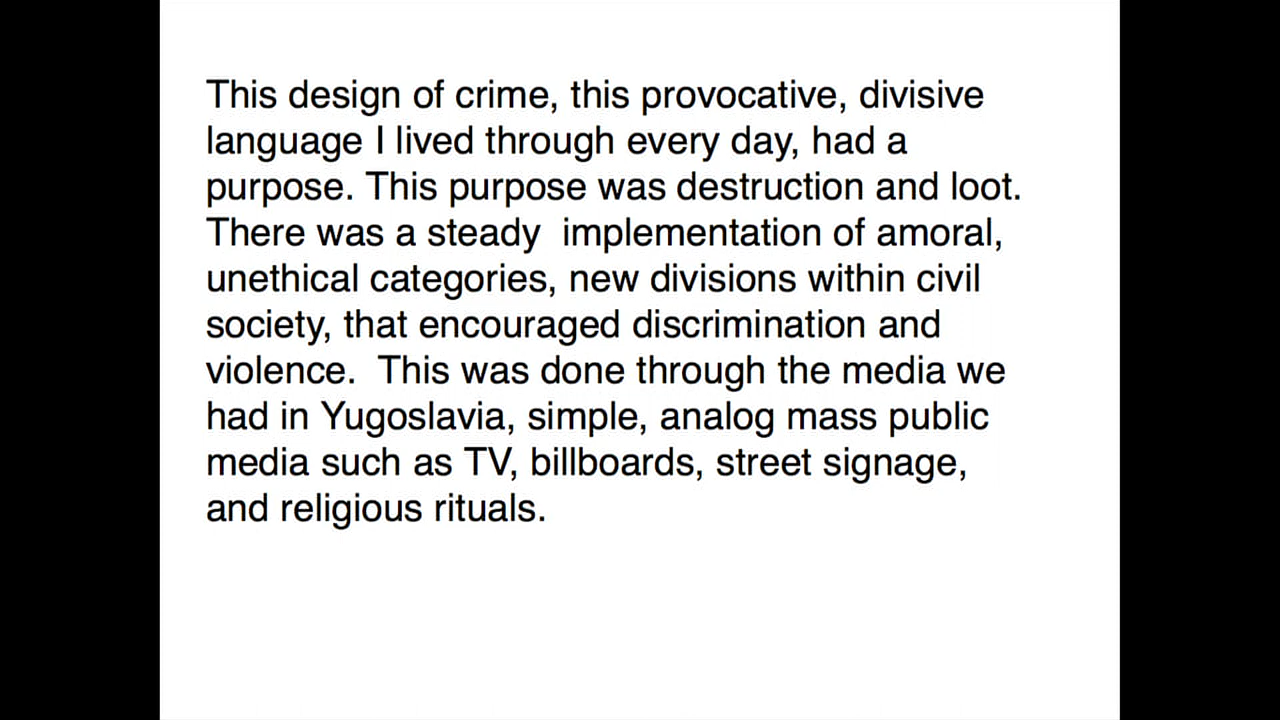 This design of crime, this provocative, divisive
language I lived through every day, had a
purpose. This purpose was destruction and loot.
There was a steady  implementation of amoral,
unethical categories, new divisions within civil
society, that encouraged discrimination and
violence.  This was done through the media we
had in Yugoslavia, simple, analog mass public
media such as TV, billboards, street signage,
and religious rituals.